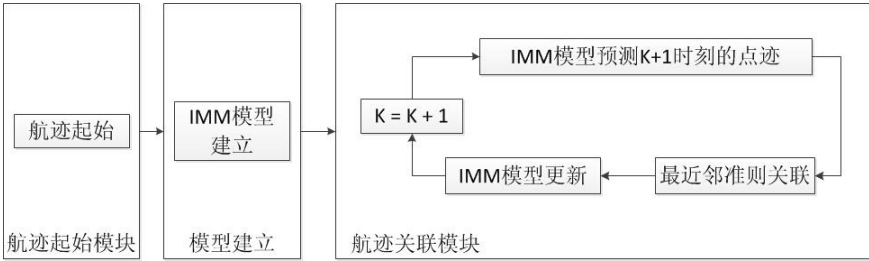 航迹起始
航迹起始模块
IMM模型
建立
模型建立
IMM模型预测K+1时刻的点迹
K = K + 1
IMM模型更新
最近邻准则关联
航迹关联模块